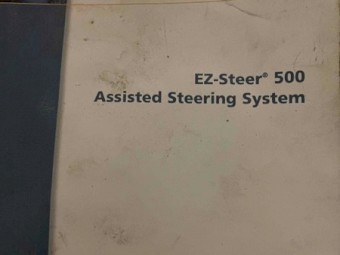 EZ-Steer® 500
Assisted Steering System